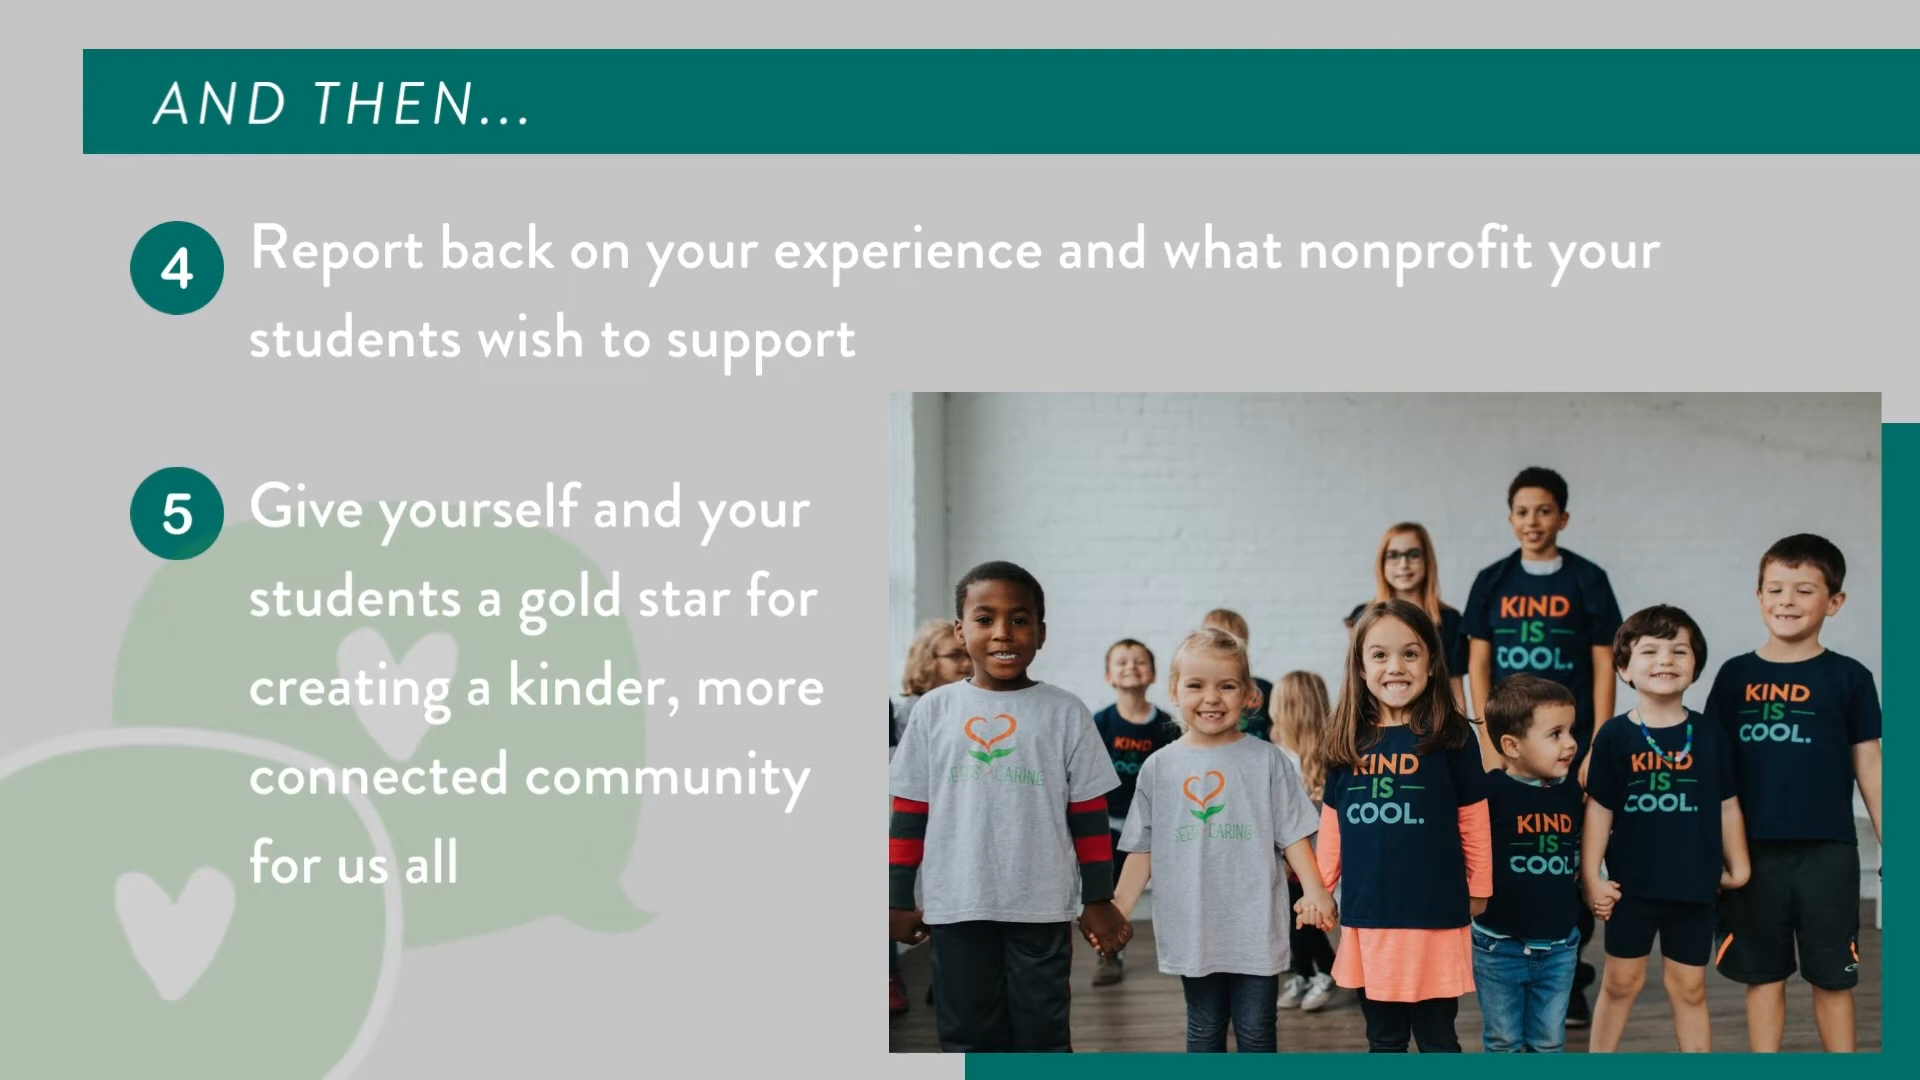 AND THEN...
4
Report back on your experience and what nonprofit your
students wish to support
5
Give yourself and your
students a gold star for
creating a kinder, more
connected community
for us all
KIND
IS
COOL.
KIND
IS
COOL.
KIND
CARING
CARING
KIND
IS
COOL.
KIND
IS
COOL
KIND
IS
COOL.